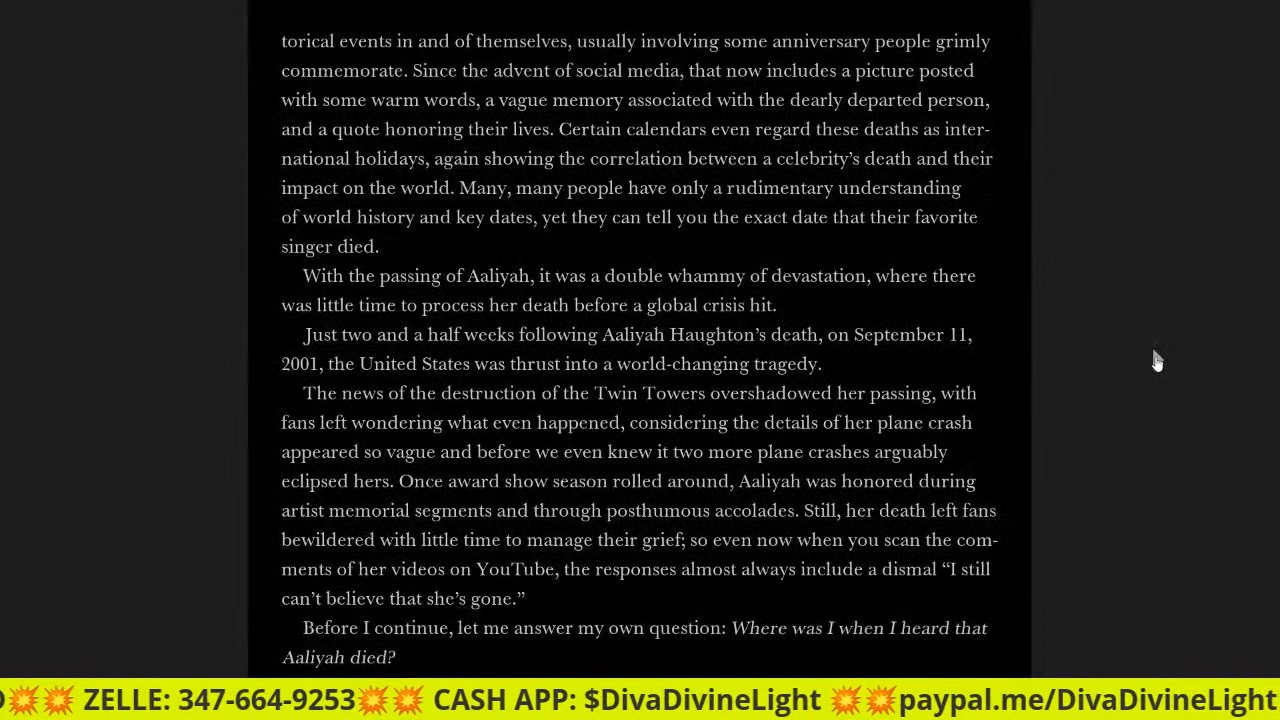 torical events in and of themselves, usually involving some anniversary people grimly
commemorate. Since the advent of social media, that now includes a picture posted
with some warm words, a vague memory associated with the dearly departed person,
and a quote honoring their lives. Certain calendars even regard these deaths as inter-
national holidays, again showing the correlation between a celebrity’s death and their
impact on the world. Many, many people have only a rudimentary understanding
of world history and key dates, yet they can tell you the exact date that their favorite
singer died.
With the passing of Aaliyah, it was a double whammy of devastation, where there
was little time to process her death before a global crisis hit.
Just two and a half weeks following Aaliyah Haughton’s death, on September 11,
2001, the United States was thrust into a world-changing tragedy.
The news of the destruction of the Twin Towers overshadowed her passing, with
fans left wondering what even happened, considering the details of her plane crash
appeared so vague and before we even knew it two more plane crashes arguably
eclipsed hers. Once award show season rolled around, Aaliyah was honored during
artist memorial segments and through posthumous accolades. Still, her death left fans
bewildered with little time to manage their grief; so even now when you scan the com-
ments of her videos on YouTube, the responses almost always include a dismal “I still
can’t believe that she’s gone.”
Before I continue, let me answer my own question: Where was I when I heard that
Aaliyah died?
💥💥 ZELLE: 347-664-9253💥💥 CASH APP: $DivaDivineLight 💥💥paypal.me/DivaDivineLight